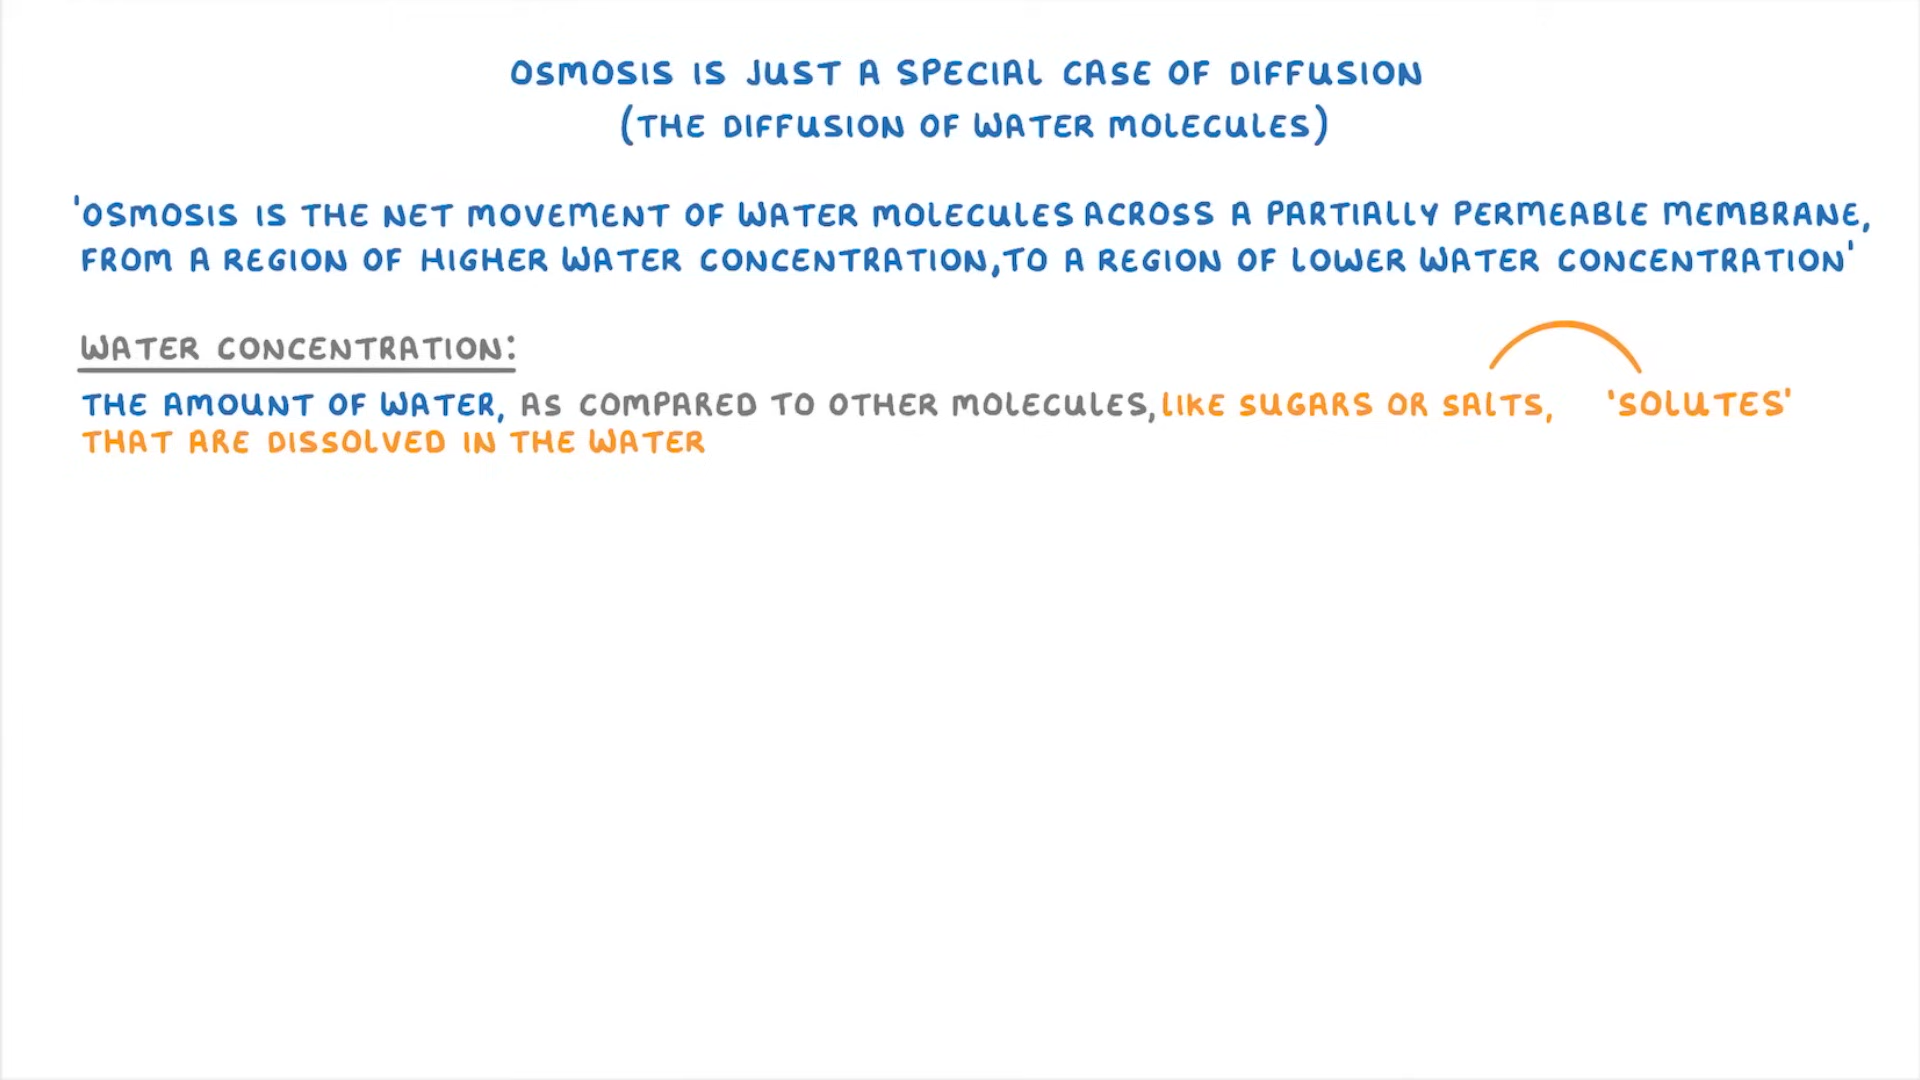 OSMOSIS IS JUST A SPECIAL CASE OF DIFFUSION
(THE DIFFUSION OF WATER MOLECULES)
'OSMOSIS IS THE NET MOVEMENT OF WATER MOLECULES ACROSS A PARTIALLY PERMEABLE MEMBRANE,
FROM A REGION OF HIGHER WATER CONCENTRATION, TO A REGION OF LOWER WATER CONCENTRATION'
WATER CONCENTRATION:
THE AMOUNT OF WATER, AS COMPARED TO OTHER MOLECULES, LIKE SUGARS OR SALTS, 'SOLUTES'
THAT ARE DISSOLVED IN THE WATER